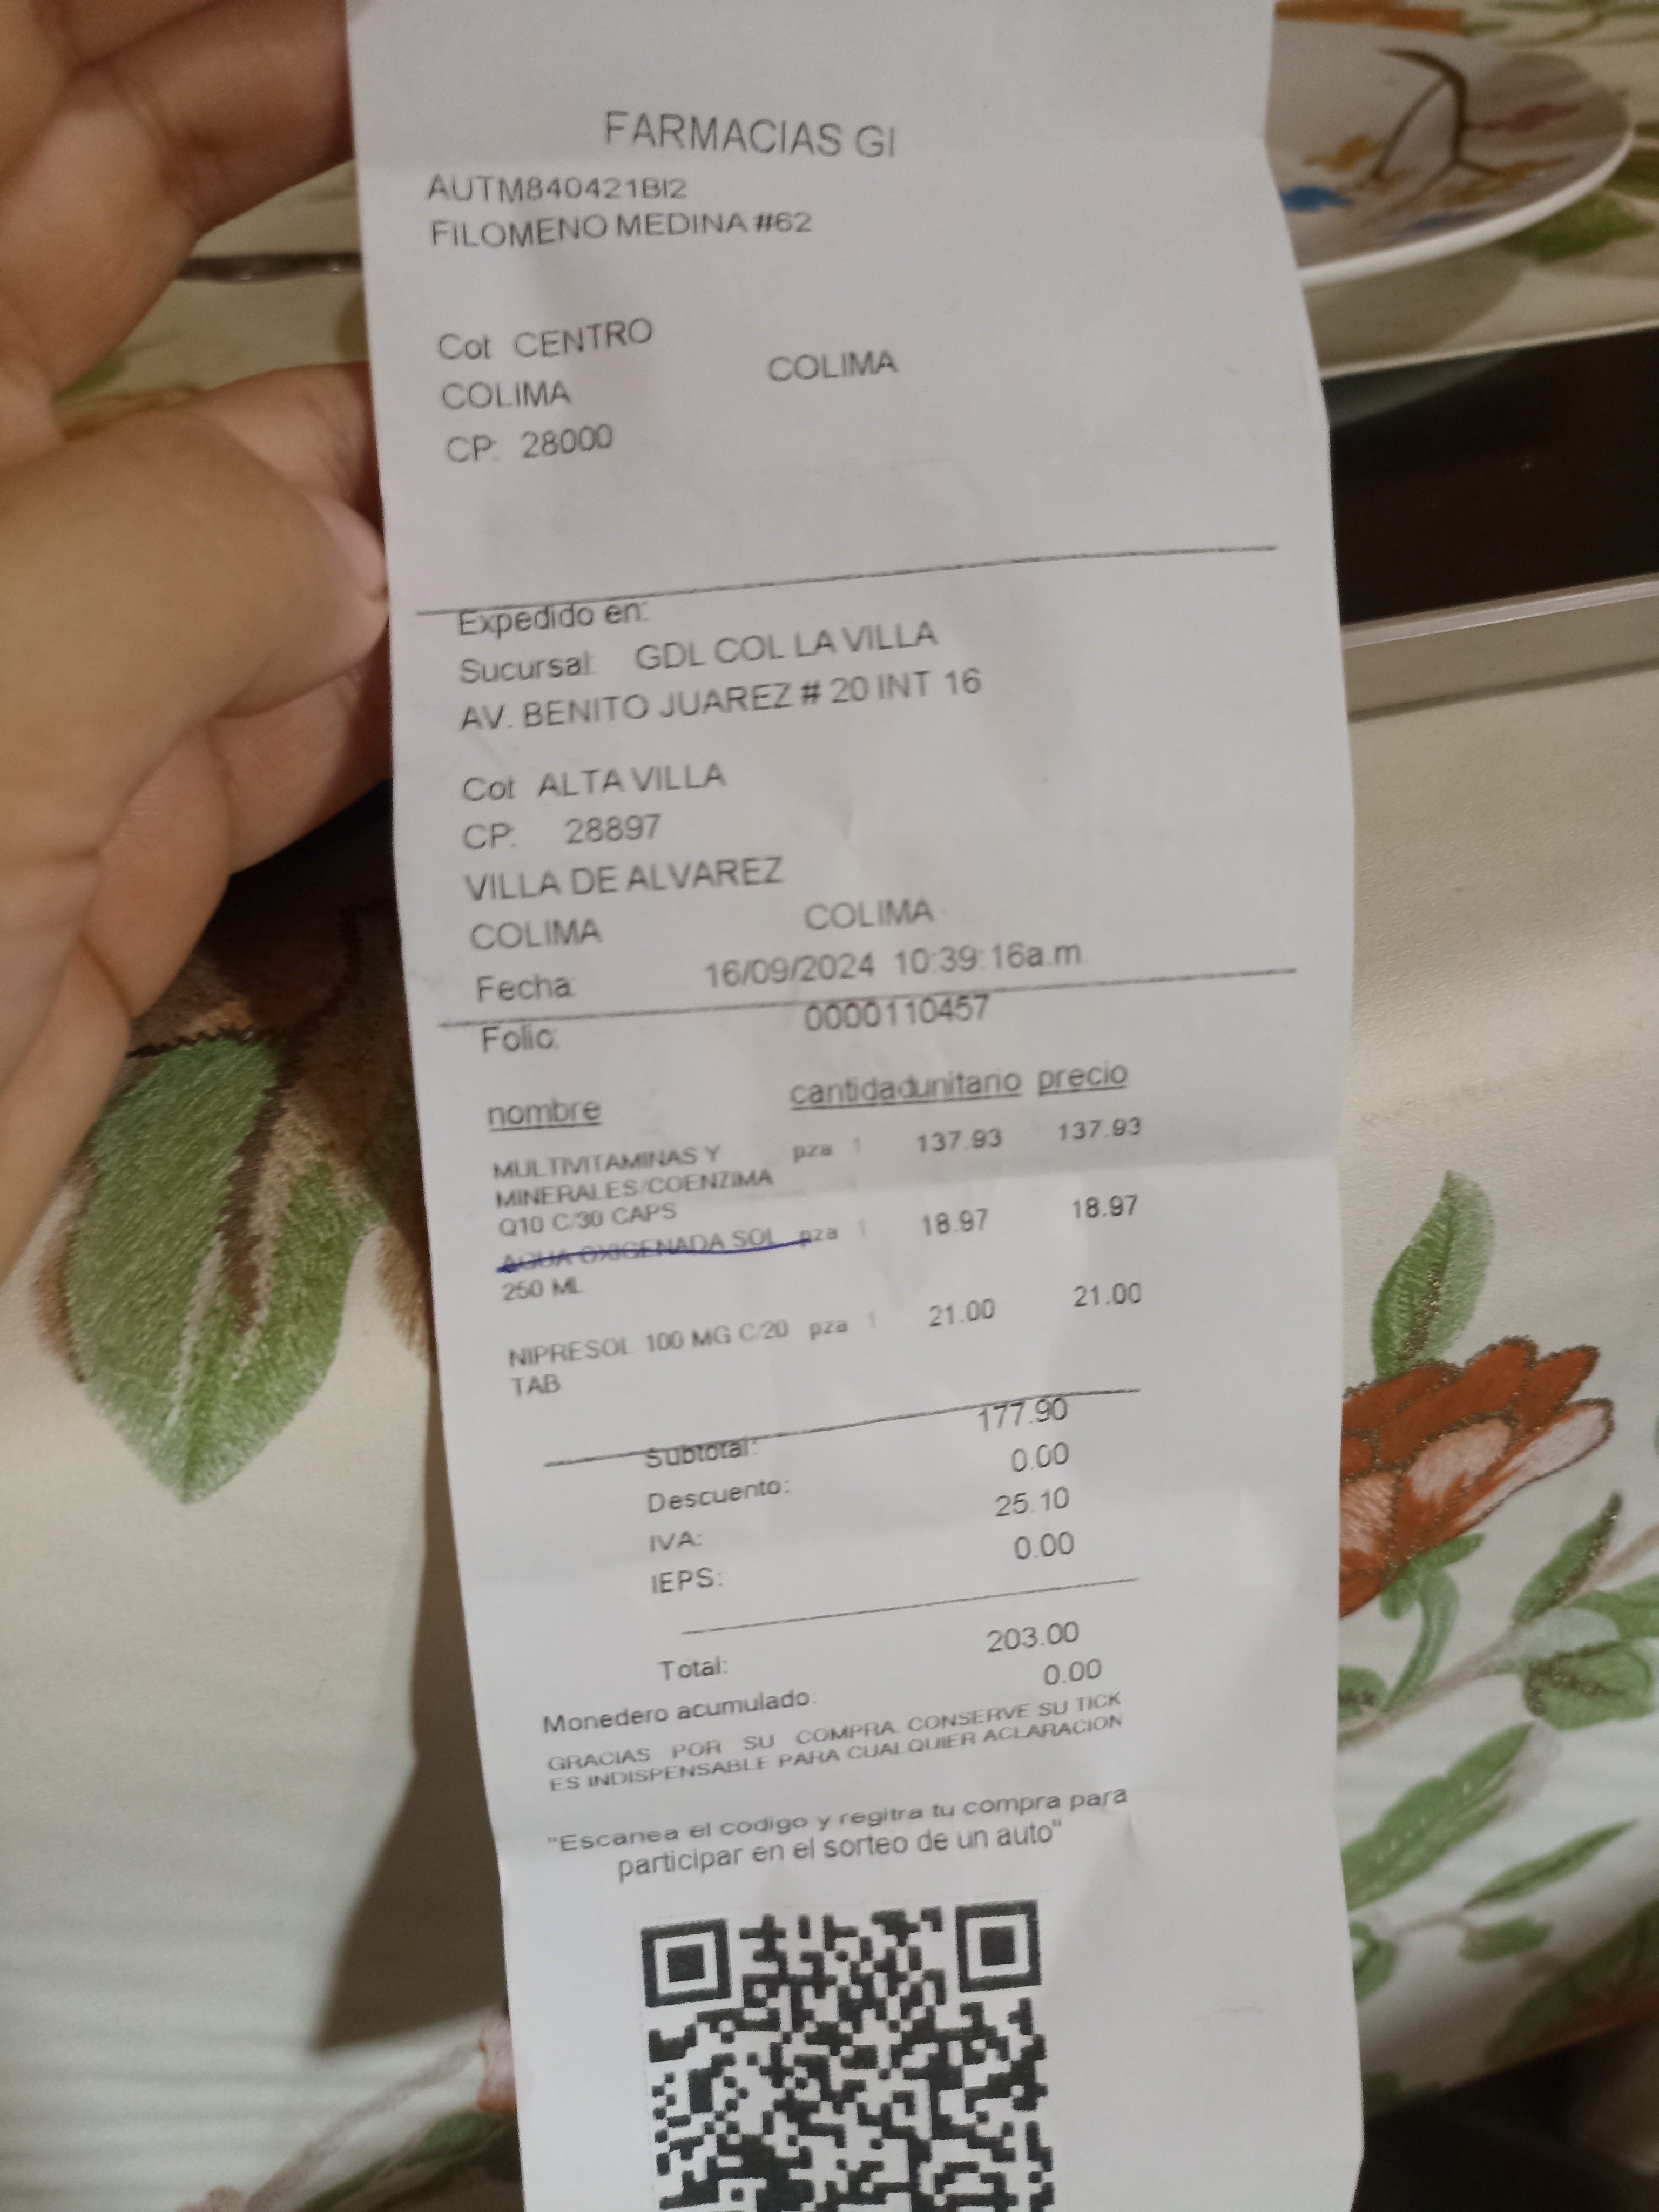 FARMACIAS GI
AUTM840421BI2
FILOMENO MEDINA #62
Col: CENTRO
COLIMA COLIMA
CP: 28000
Expedido en:
Sucursal: GDL COL LA VILLA
AV. BENITO JUAREZ # 20 INT 16
Col: ALTA VILLA
CP: 28897
VILLA DE ALVAREZ
COLIMA COLIMA
Fecha: 16/09/2024 10:39:16a.m.
Folio: 0000110457
nombre cantidad unitario precio
MULTIVITAMINAS Y pza 1 137.93 137.93
MINERALES/COENZIMA
Q10 C/30 CAPS
AGUA OXIGENADA SOL pza 1 18.97 18.97
250 ML
NIPRESOL 100 MG C/20 pza 1 21.00 21.00
TAB
Subtotal: 177.90
Descuento: 0.00
IVA: 25.10
IEPS: 0.00
Total: 203.00
Monedero acumulado: 0.00
GRACIAS POR SU COMPRA. CONSERVE SU TICK
ES INDISPENSABLE PARA CUALQUIER ACLARACION
"Escanea el codigo y regitra tu compra para
participar en el sorteo de un auto"